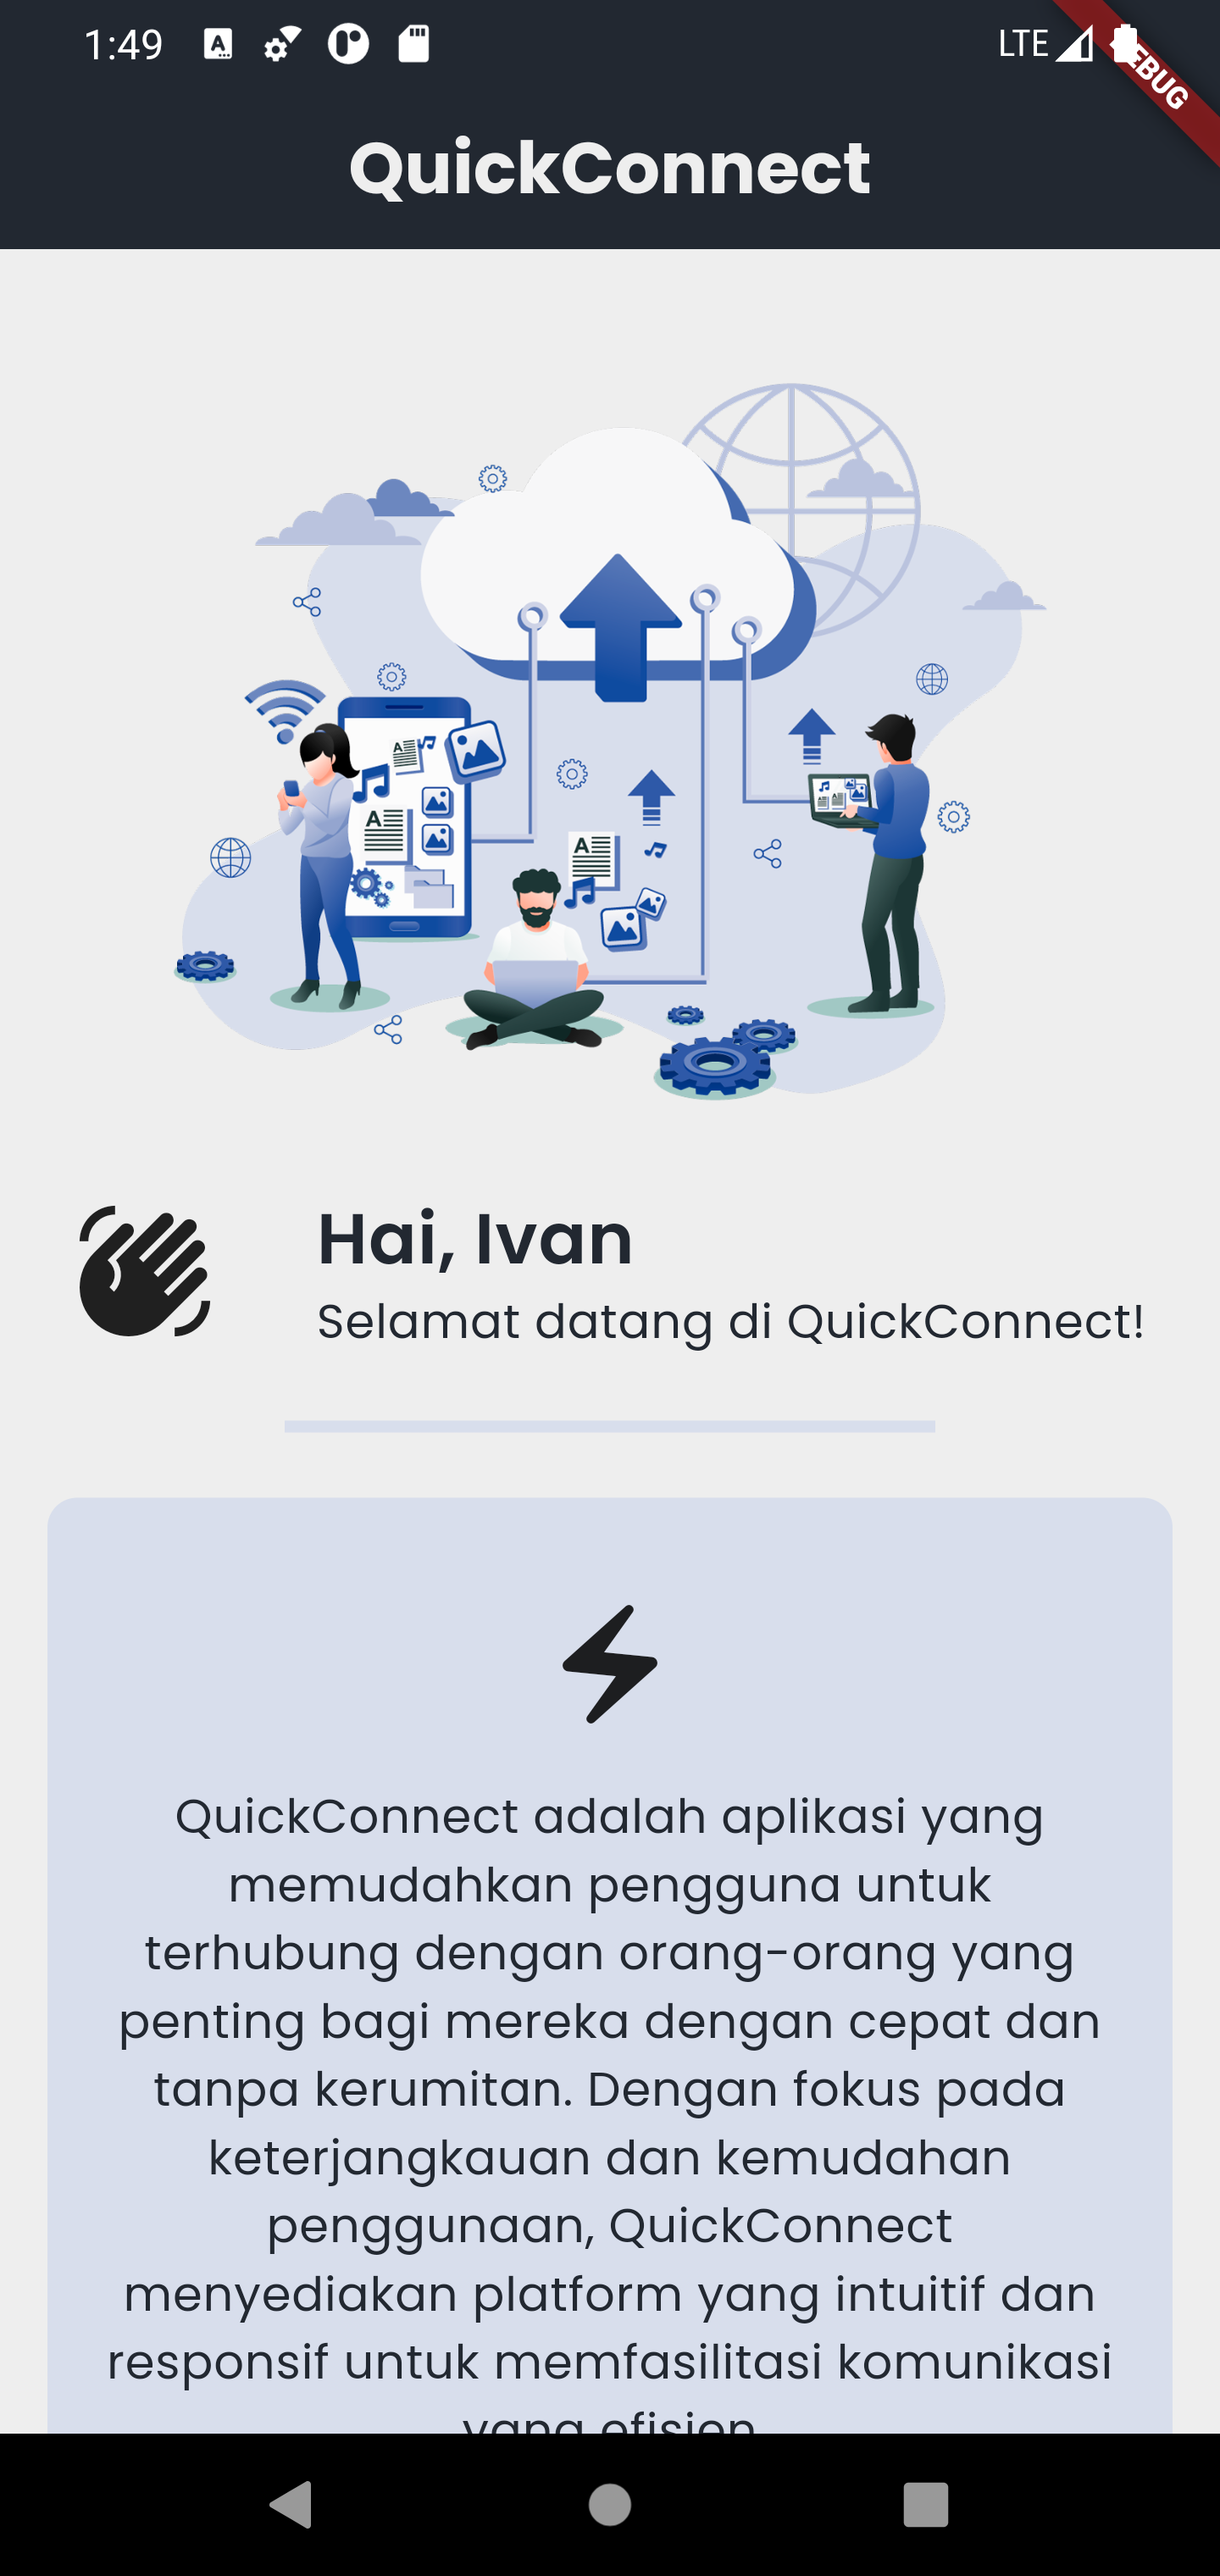 1:49
LTE
QuickConnect
Hai, Ivan
Selamat datang di QuickConnect!
QuickConnect adalah aplikasi yang
memudahkan pengguna untuk
terhubung dengan orang-orang yang
penting bagi mereka dengan cepat dan
tanpa kerumitan. Dengan fokus pada
keterjangkauan dan kemudahan
penggunaan, QuickConnect
menyediakan platform yang intuitif dan
responsif untuk memfasilitasi komunikasi
yang efisien